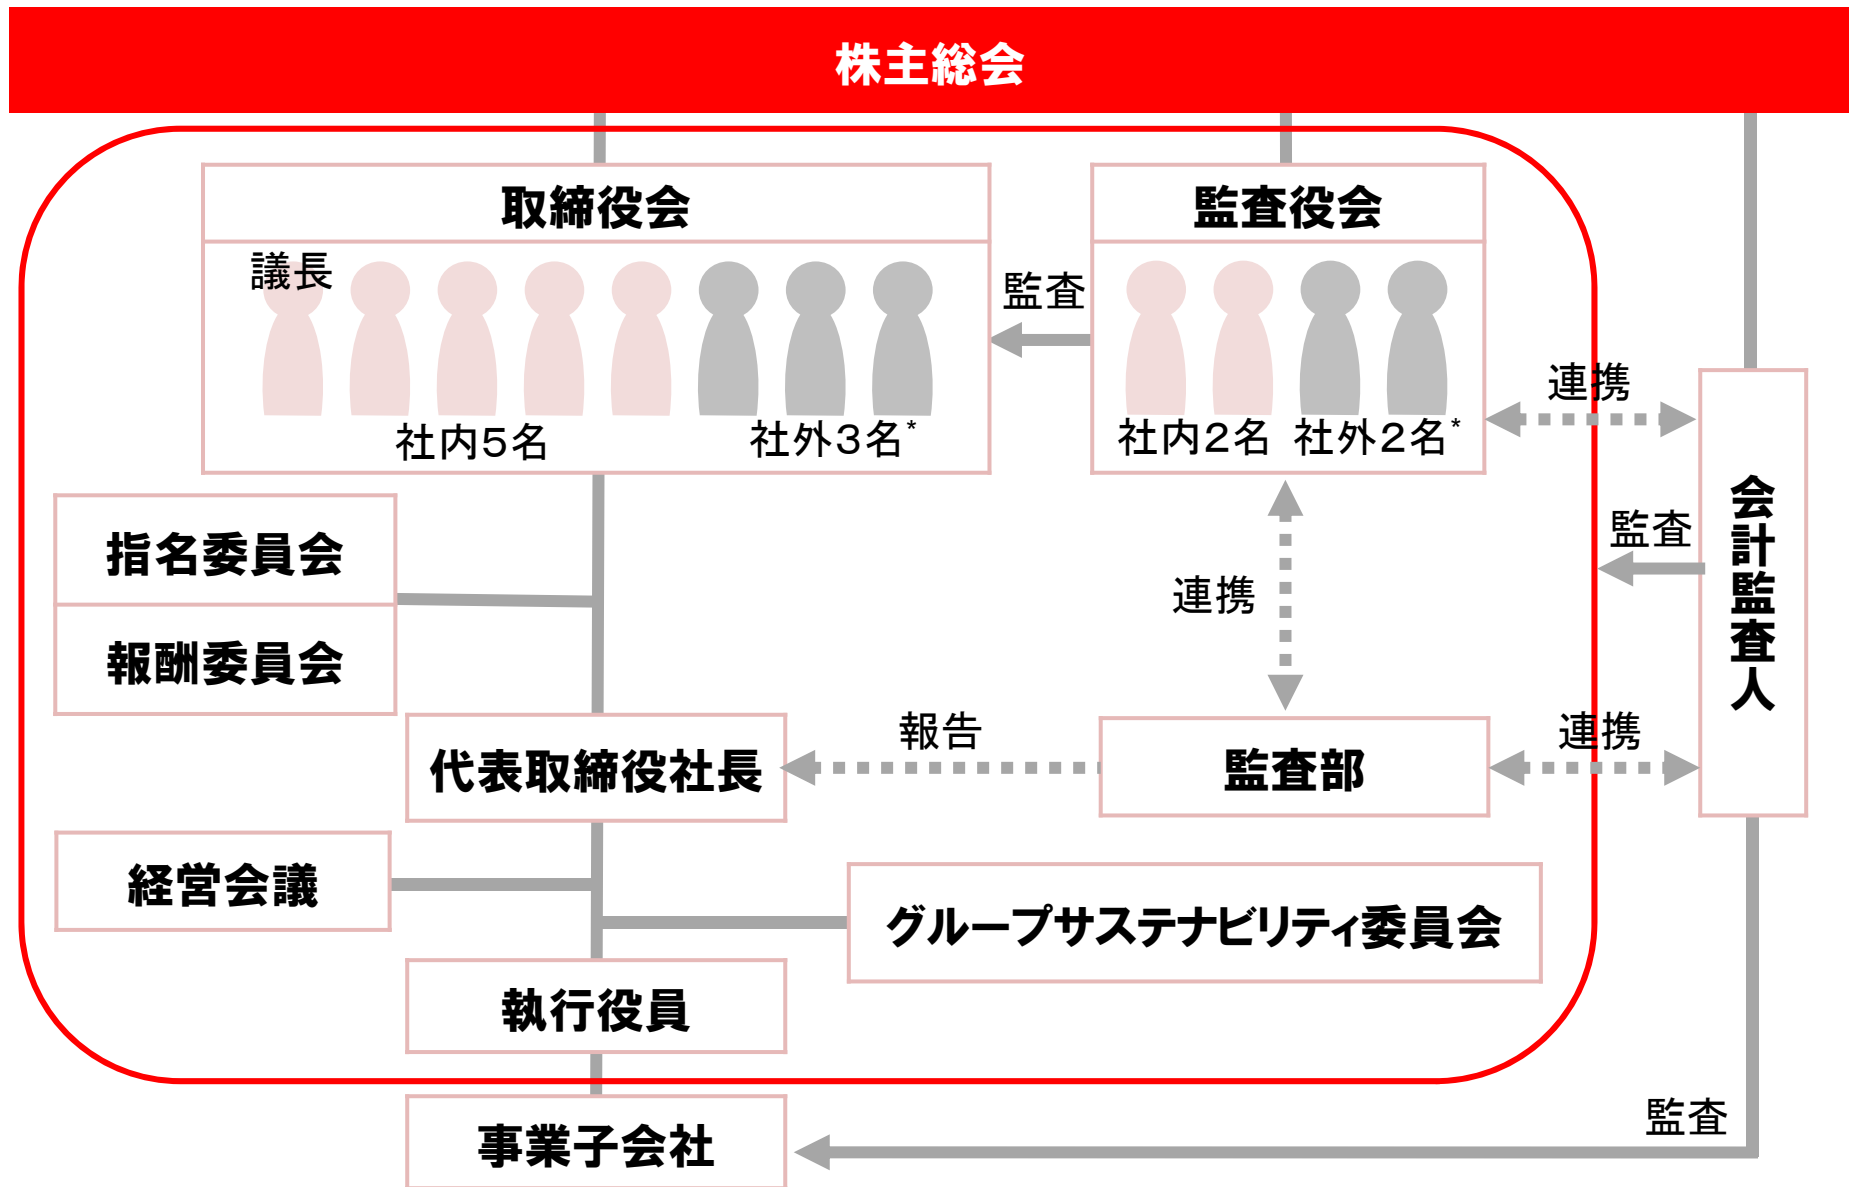 株主総会
取締役会
監査役会
議長
監査
社内5名
社外3名*
社内2名
社外2名*
連携
会計監査人
監査
指名委員会
報酬委員会
連携
代表取締役社長
報告
監査部
連携
経営会議
グループサステナビリティ委員会
執行役員
事業子会社
監査